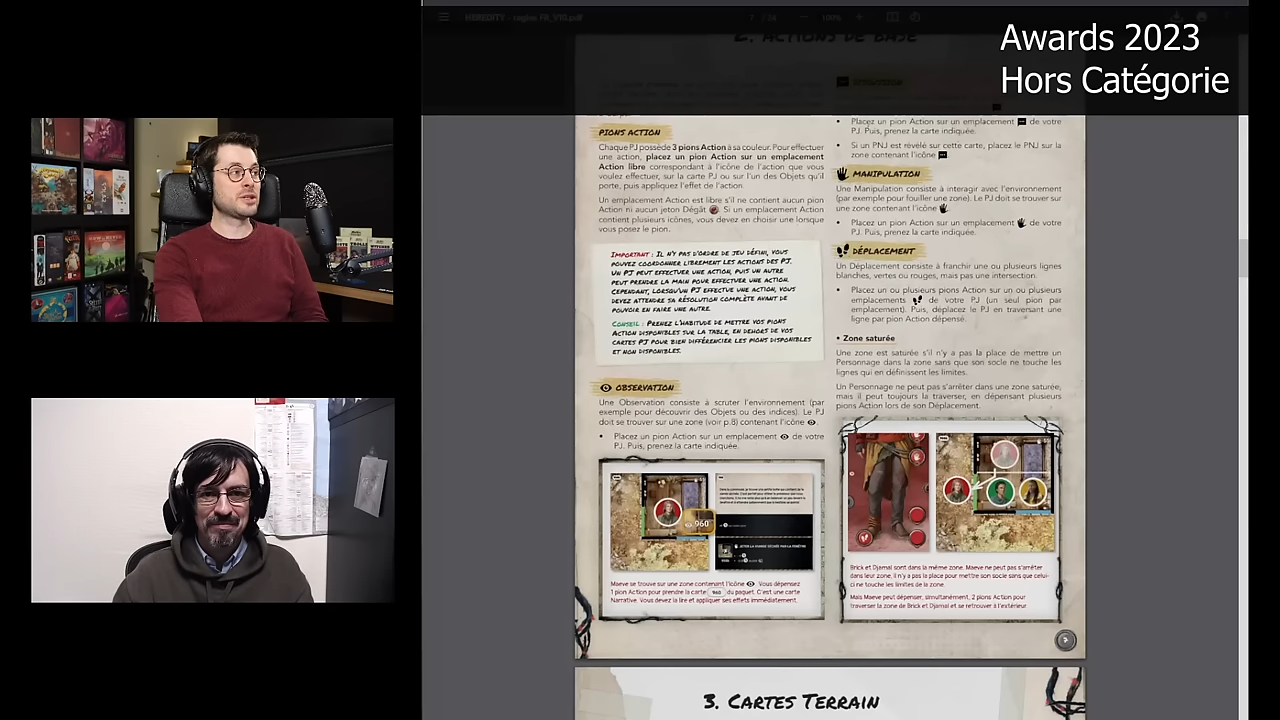 Awards 2023
Hors Catégorie
7 / 28
100%
2. ACTIONS DE BASE
PIONS ACTION
Chaque PJ possède 3 pions Action à sa couleur. Pour effectuer
une action, placez un pion Action sur un emplacement
Action libre correspondant à l'icône de l'action que vous
voulez effectuer, sur la carte PJ ou sur l'un des Objets qu'il
porte, puis appliquez l'effet de l'action.
Un emplacement Action est libre s'il ne contient aucun pion
Action ni aucun jeton Dégât . Si un emplacement Action
contient plusieurs icônes, vous devez en choisir une lorsque
vous posez le pion.
IMPORTANT : IL N'Y PAS D'ORDRE DE JEU DÉFINI, VOUS
POUVEZ COORDONNER LIBREMENT LES ACTIONS DES PJ.
UN PJ PEUT EFFECTUER UNE ACTION, PUIS UN AUTRE
PEUT PRENDRE LA MAIN POUR EFFECTUER UNE ACTION.
CEPENDANT, LORSQU'UN PJ EFFECTUE UNE ACTION, VOUS
DEVEZ ATTENDRE SA RÉSOLUTION COMPLÈTE AVANT DE
POUVOIR EN FAIRE UNE AUTRE.
CONSEIL : PRENEZ L'HABITUDE DE METTRE VOS PIONS
ACTION DISPONIBLES SUR LA TABLE, EN DEHORS DE VOS
CARTES PJ POUR BIEN DIFFÉRENCIER LES PIONS DISPONIBLES
ET NON DISPONIBLES.
OBSERVATION
Une Observation consiste à scruter l'environnement (par
exemple pour découvrir des Objets ou des indices). Le PJ
doit se trouver sur une zone (voir p.8) contenant l'icône .
• Placez un pion Action sur un emplacement de votre
PJ. Puis, prenez la carte indiquée.
960
Maeve se trouve sur une zone contenant l'icône . Vous dépensez
1 pion Action pour prendre la carte 960 du paquet. C'est une carte
Narrative. Vous devez la lire et appliquer ses effets immédiatement.
• Placez un pion Action sur un emplacement de votre
PJ. Puis, prenez la carte indiquée.
• Si un PNJ est révélé sur cette carte, placez le PNJ sur la
zone contenant l'icône .
MANIPULATION
Une Manipulation consiste à interagir avec l'environnement
(par exemple pour fouiller une zone). Le PJ doit se trouver sur
une zone contenant l'icône .
• Placez un pion Action sur un emplacement de votre
PJ. Puis, prenez la carte indiquée.
DÉPLACEMENT
Un Déplacement consiste à franchir une ou plusieurs lignes
blanches, vertes ou rouges, mais pas une intersection.
• Placez un ou plusieurs pions Action sur un ou plusieurs
emplacements de votre PJ (un seul pion par
emplacement). Puis, déplacez le PJ en traversant une
ligne par pion Action dépensé.
• Zone saturée
Une zone est saturée s'il n'y a pas la place de mettre un
Personnage dans la zone sans que son socle ne touche les
lignes qui en définissent les limites.
Un Personnage ne peut pas s'arrêter dans une zone saturée,
mais il peut toujours la traverser, en dépensant plusieurs
pions Action lors de son Déplacement.
Brick et Djamal sont dans la même zone. Maeve ne peut pas s'arrêter
dans leur zone, il n'y a pas la place pour mettre son socle sans que celui-
ci ne touche les limites de la zone.
Mais Maeve peut dépenser, simultanément, 2 pions Action pour
traverser la zone de Brick et Djamal et se retrouver à l'extérieur
7
3. CARTES TERRAIN